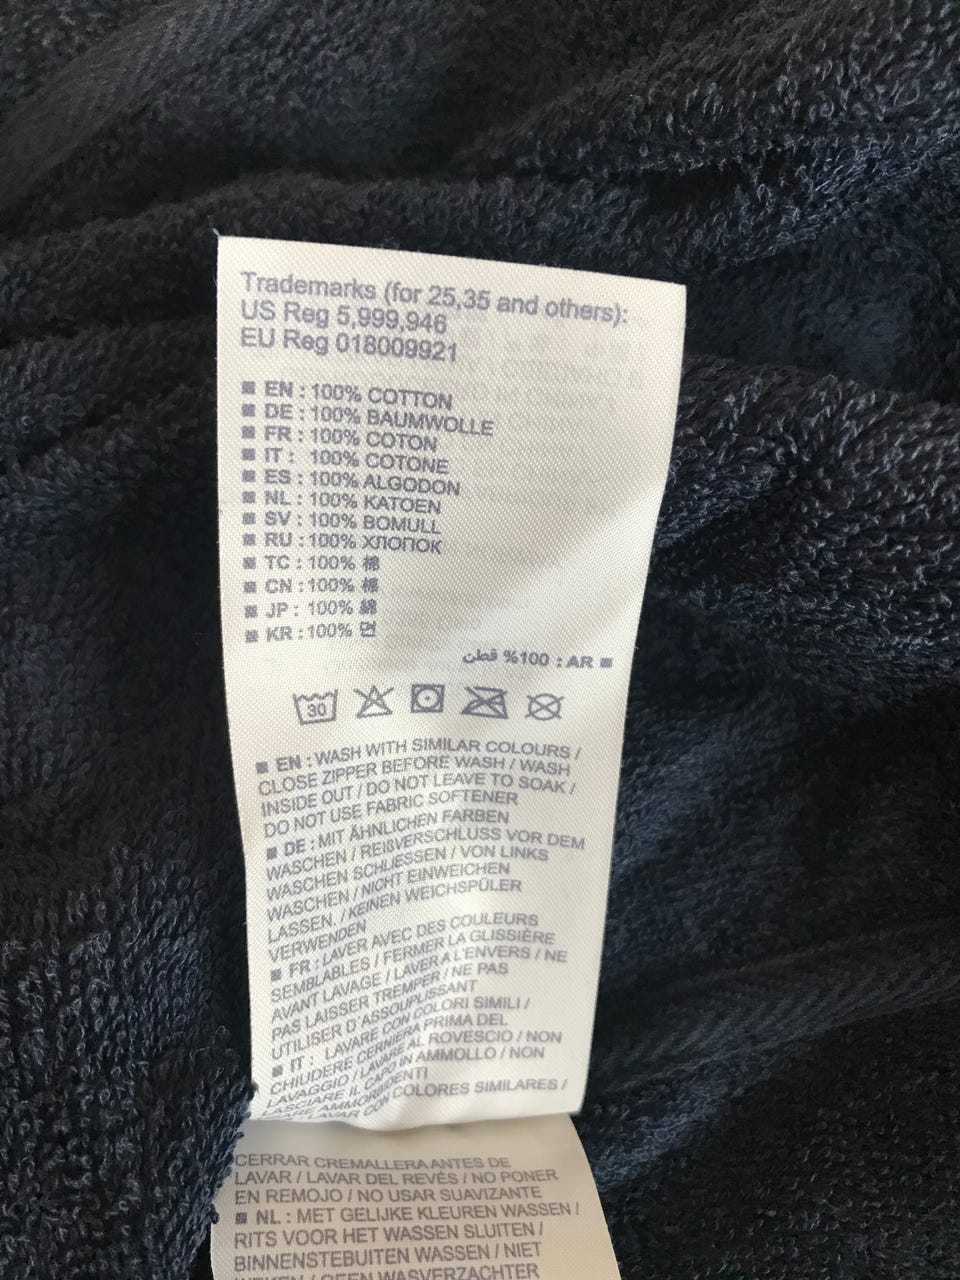 Trademarks (for 25,35 and others):
US Reg 5,999,946
EU Reg 018009921
■ EN : 100% COTTON
■ DE : 100% BAUMWOLLE
■ FR : 100% COTON
■ IT : 100% COTONE
■ ES : 100% ALGODON
■ NL : 100% KATOEN
■ SV : 100% BOMULL
■ RU : 100% ХЛОПОК
■ TC : 100% 棉
■ CN : 100% 棉
■ JP : 100% 綿
■ KR : 100% 면
■ AR : 100% قطن
30
■ EN : WASH WITH SIMILAR COLOURS /
CLOSE ZIPPER BEFORE WASH / WASH
INSIDE OUT / DO NOT LEAVE TO SOAK /
DO NOT USE FABRIC SOFTENER
■ DE : MIT ÄHNLICHEN FARBEN
WASCHEN / REIßVERSCHLUSS VOR DEM
WASCHEN SCHLIESSEN / VON LINKS
WASCHEN / NICHT EINWEICHEN
LASSEN. / KEINEN WEICHSPÜLER
VERWENDEN
■ FR : LAVER AVEC DES COULEURS
SEMBLABLES / FERMER LA GLISSIÈRE
AVANT LAVAGE / LAVER A L'ENVERS / NE
PAS LAISSER TREMPER / NE PAS
UTILISER D'ASSOUPLISSANT
■ IT : LAVARE CON COLORI SIMILI /
CHIUDERE CERNIERA PRIMA DEL
LAVAGGIO / LAVARE AL ROVESCIO / NON
LASCIARE IL CAPO IN AMMOLLO / NON
AMMORBIDENTI
LAVAR CON COLORES SIMILARES /
CERRAR CREMALLERA ANTES DE
LAVAR / LAVAR DEL REVÉS / NO PONER
EN REMOJO / NO USAR SUAVIZANTE
■ NL : MET GELIJKE KLEUREN WASSEN /
RITS VOOR HET WASSEN SLUITEN /
BINNENSTEBUITEN WASSEN / NIET
WEKEN / GEEN WASVERZACHTER